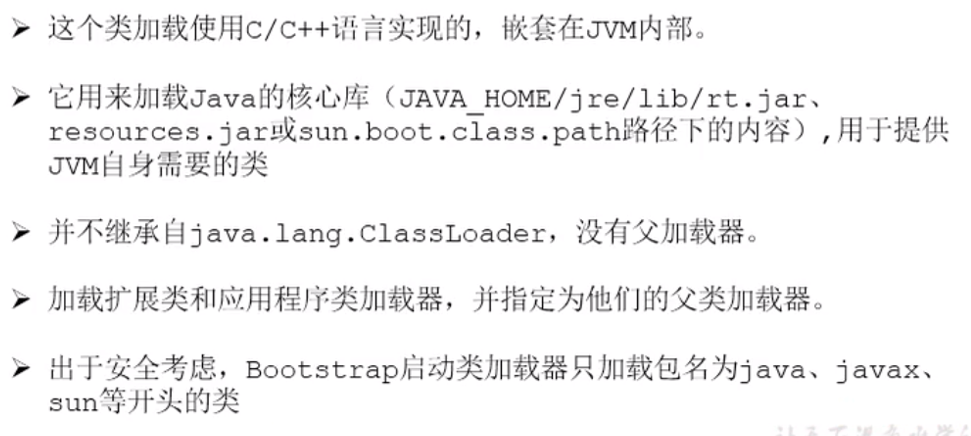 ➢ 这个类加载使用C/C++语言实现的，嵌套在JVM内部。
➢ 它用来加载Java的核心库（JAVA_HOME/jre/lib/rt.jar、
resources.jar或sun.boot.class.path路径下的内容）,用于提供
JVM自身需要的类
➢ 并不继承自java.lang.ClassLoader，没有父加载器。
➢ 加载扩展类和应用程序类加载器，并指定为他们的父类加载器。
➢ 出于安全考虑，Bootstrap启动类加载器只加载包名为java、javax、
sun等开头的类